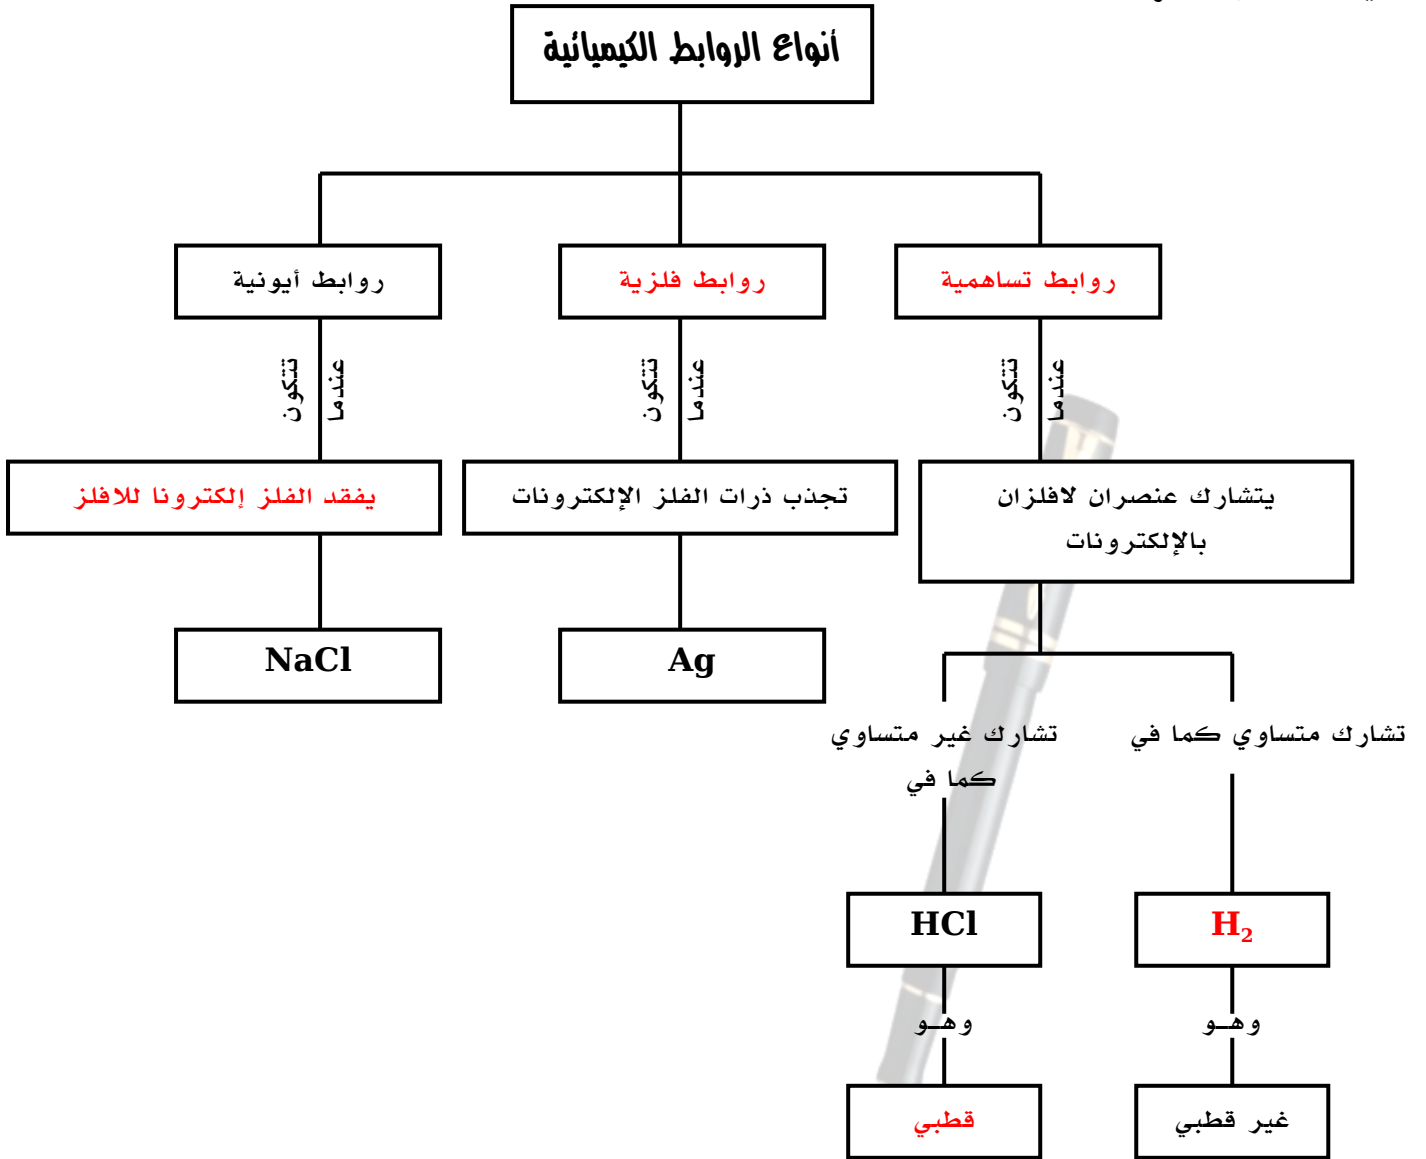 أنواع الروابط الكيميائية
روابط تساهمية
روابط فلزية
روابط أيونية
تتكون عندما
تتكون عندما
تتكون عندما
يتشارك عنصران لافلزان
بالإلكترونات
تجذب ذرات الفلز الإلكترونات
يفقد الفلز إلكترونا للافلز
Ag
NaCl
تشارك متساوي كما في
تشارك غير متساوي
كما في
H₂
HCl
وهـو
وهـو
غير قطبي
قطبي